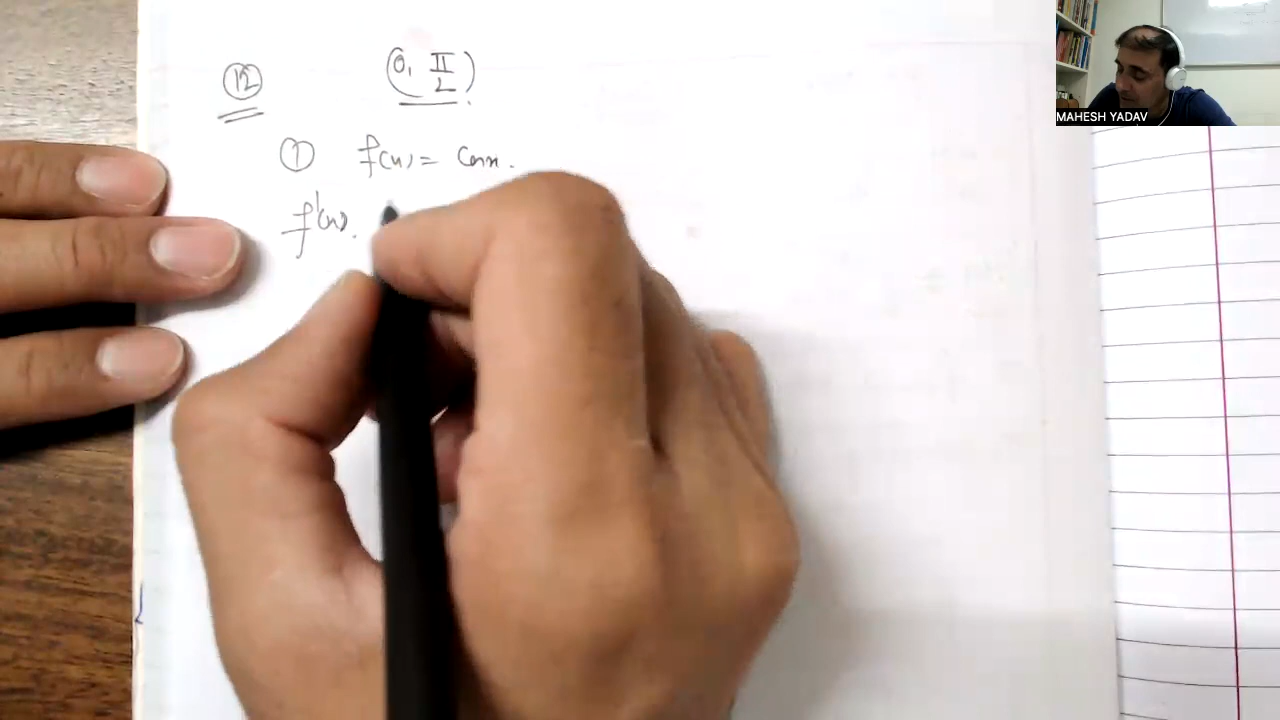 12 (0, π/2)
① f(x) = cos x.
f'(x).
MAHESH YADAV